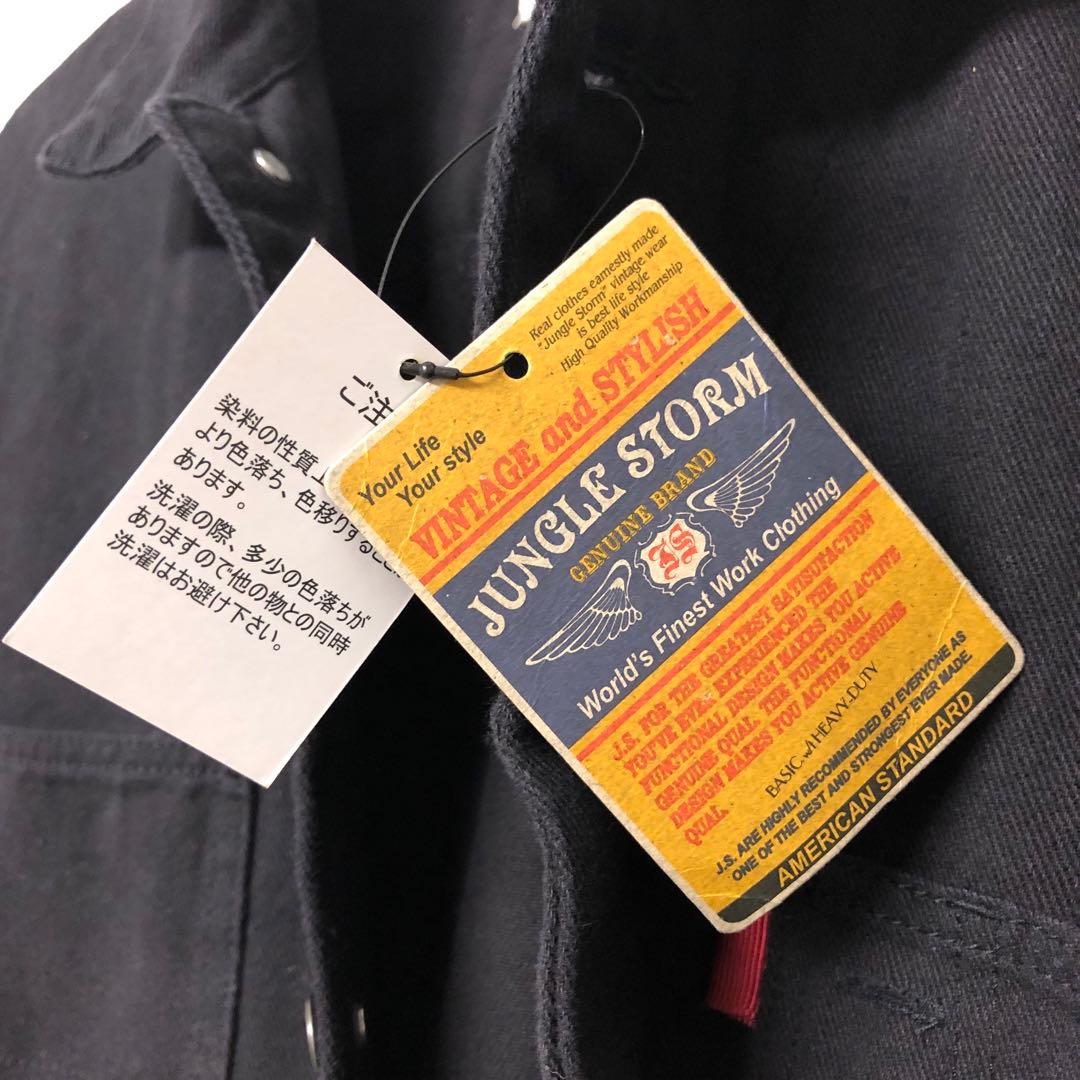 ご注
染料の性質上
より色落ち、色移りすること
あります。
洗濯の際、多少の色落ちが
ありますので他の物との同時
洗濯はお避け下さい。
Real clothes earnestly made
"Jungle Storm" vintage wear
is best life style
High Quality Workmanship
Your Life
Your style
VINTAGE and STYLISH
JUNGLE STORM
GENUINE BRAND
JS
World's Finest Work Clothing
J.S. FOR THE GREATEST SATISUFACTION
YOU'VE EVER EXPERIENCED THE
FUNCTIONAL DESIGN MAKES YOU ACTIVE
GENUINE QUAL. THE FUNCTIONAL
DESIGN MAKES YOU ACTIVE GENUINE
QUAL.
BASIC w/ HEAVY-DUTY
J.S. ARE HIGHLY RECOMMENDED BY EVERYONE AS
ONE OF THE BEST AND STRONGEST EVER MADE.
AMERICAN STANDARD